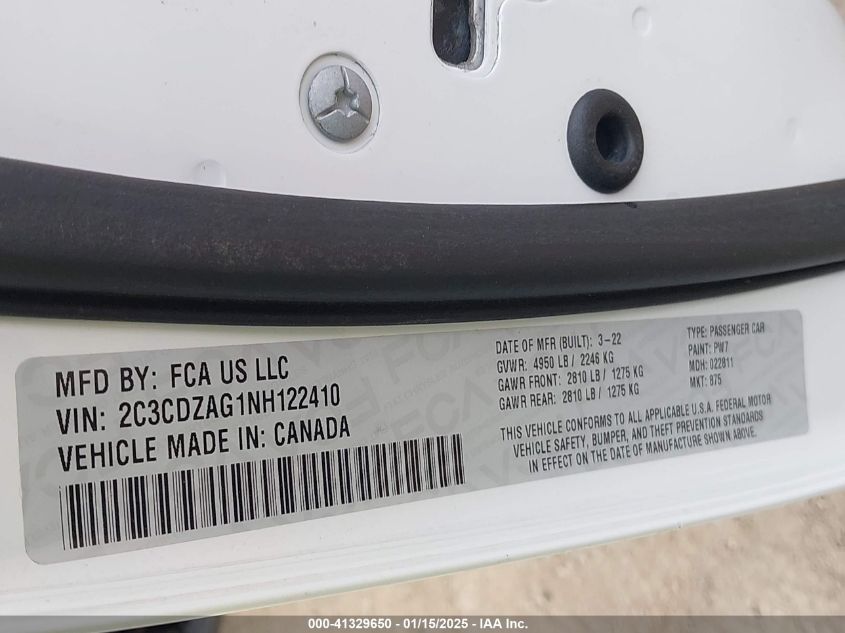 MFD BY: FCA US LLC
VIN: 2C3CDZAG1NH122410
VEHICLE MADE IN: CANADA
DATE OF MFR (BUILT): 3-22
GVWR: 4950 LB / 2246 KG
GAWR FRONT: 2810 LB / 1275 KG
GAWR REAR: 2810 LB / 1275 KG
TYPE: PASSENGER CAR
PAINT: PW7
MDH: 022811
MKT: 875
THIS VEHICLE CONFORMS TO ALL APPLICABLE U.S.A. FEDERAL MOTOR
VEHICLE SAFETY, BUMPER, AND THEFT PREVENTION STANDARDS
IN EFFECT ON THE DATE OF MANUFACTURE SHOWN ABOVE.
000-41329650 - 01/15/2025 - IAA Inc.